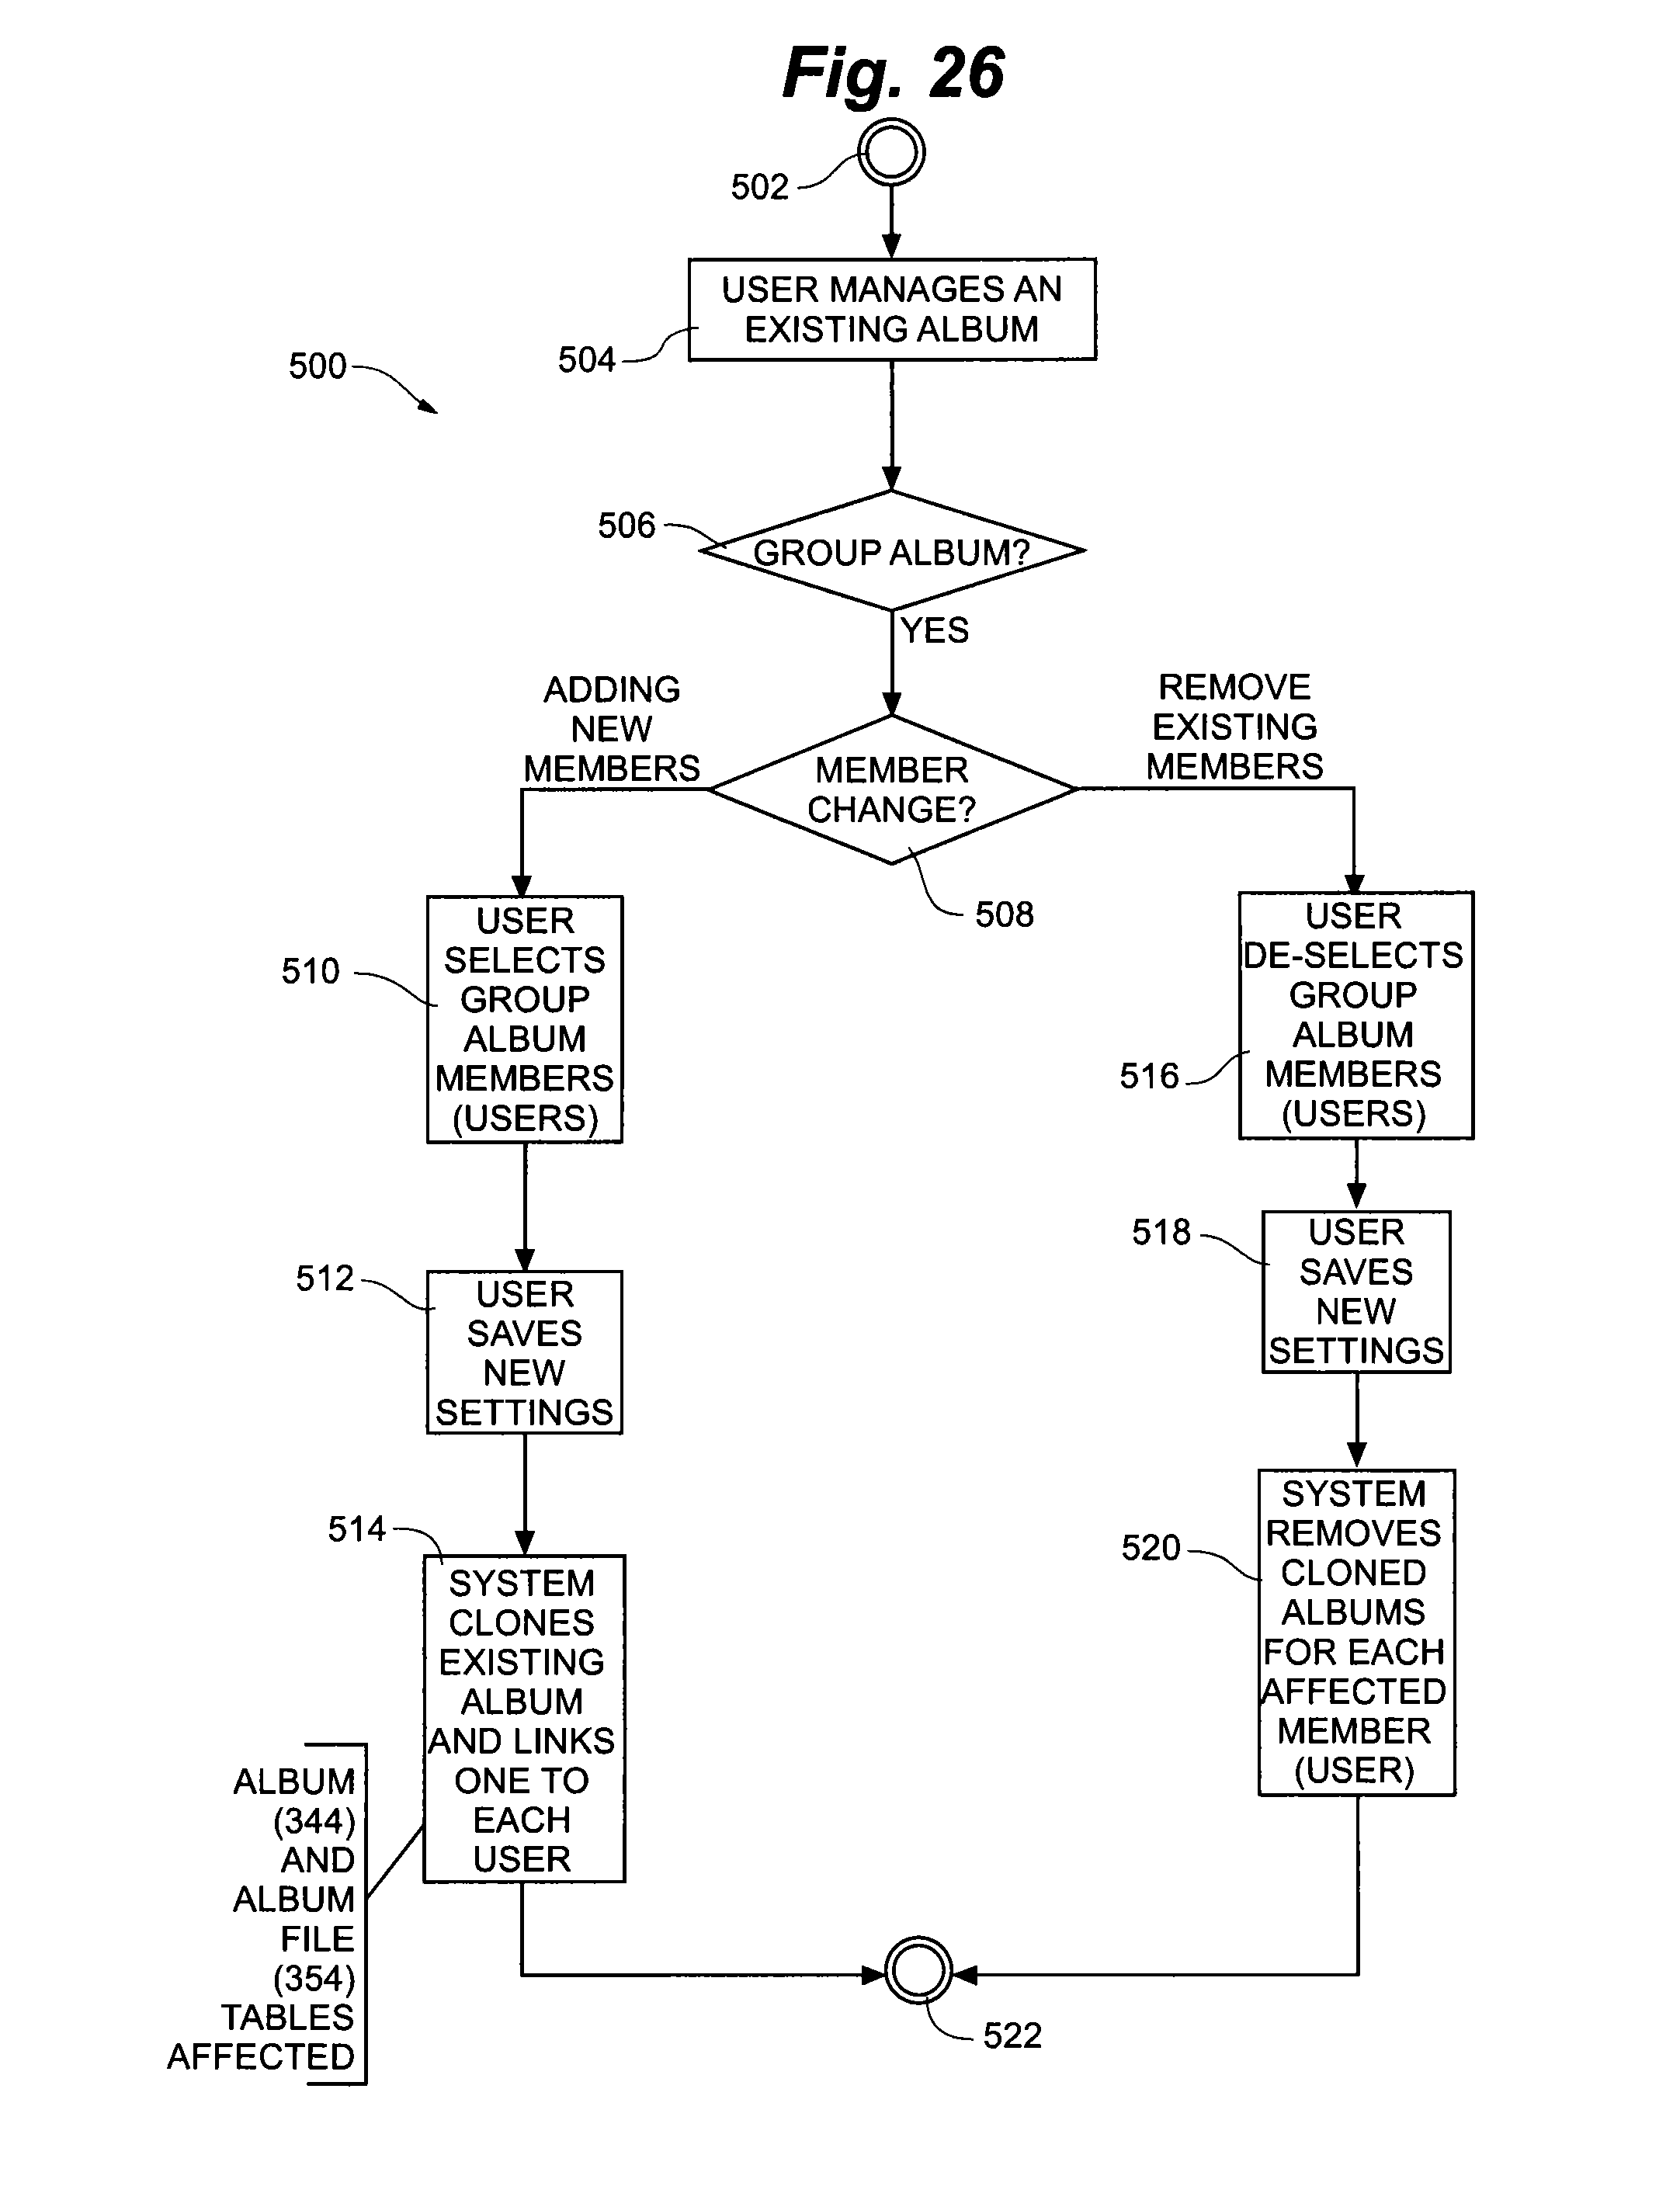 Fig. 26
502
USER MANAGES AN
EXISTING ALBUM
504
500
506
GROUP ALBUM?
YES
ADDING
NEW
MEMBERS
REMOVE
EXISTING
MEMBERS
MEMBER
CHANGE?
508
USER
SELECTS
GROUP
ALBUM
MEMBERS
(USERS)
510
USER
DE-SELECTS
GROUP
ALBUM
MEMBERS
(USERS)
516
512
USER
SAVES
NEW
SETTINGS
518
USER
SAVES
NEW
SETTINGS
514
SYSTEM
CLONES
EXISTING
ALBUM
AND LINKS
ONE TO
EACH
USER
520
SYSTEM
REMOVES
CLONED
ALBUMS
FOR EACH
AFFECTED
MEMBER
(USER)
ALBUM
(344)
AND
ALBUM
FILE
(354)
TABLES
AFFECTED
522